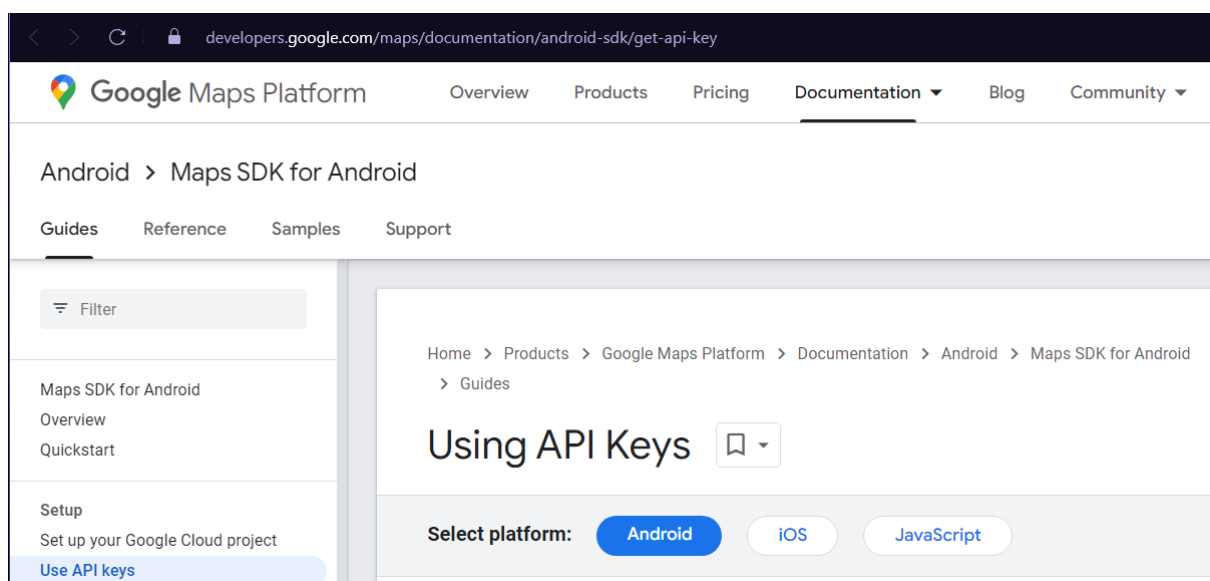 developers.google.com/maps/documentation/android-sdk/get-api-key
Google Maps Platform Overview Products Pricing Documentation Blog Community
Android > Maps SDK for Android
Guides Reference Samples Support
Filter
Maps SDK for Android
Overview
Quickstart
Setup
Set up your Google Cloud project
Use API keys
Home > Products > Google Maps Platform > Documentation > Android > Maps SDK for Android
> Guides
Using API Keys
Select platform: Android iOS JavaScript